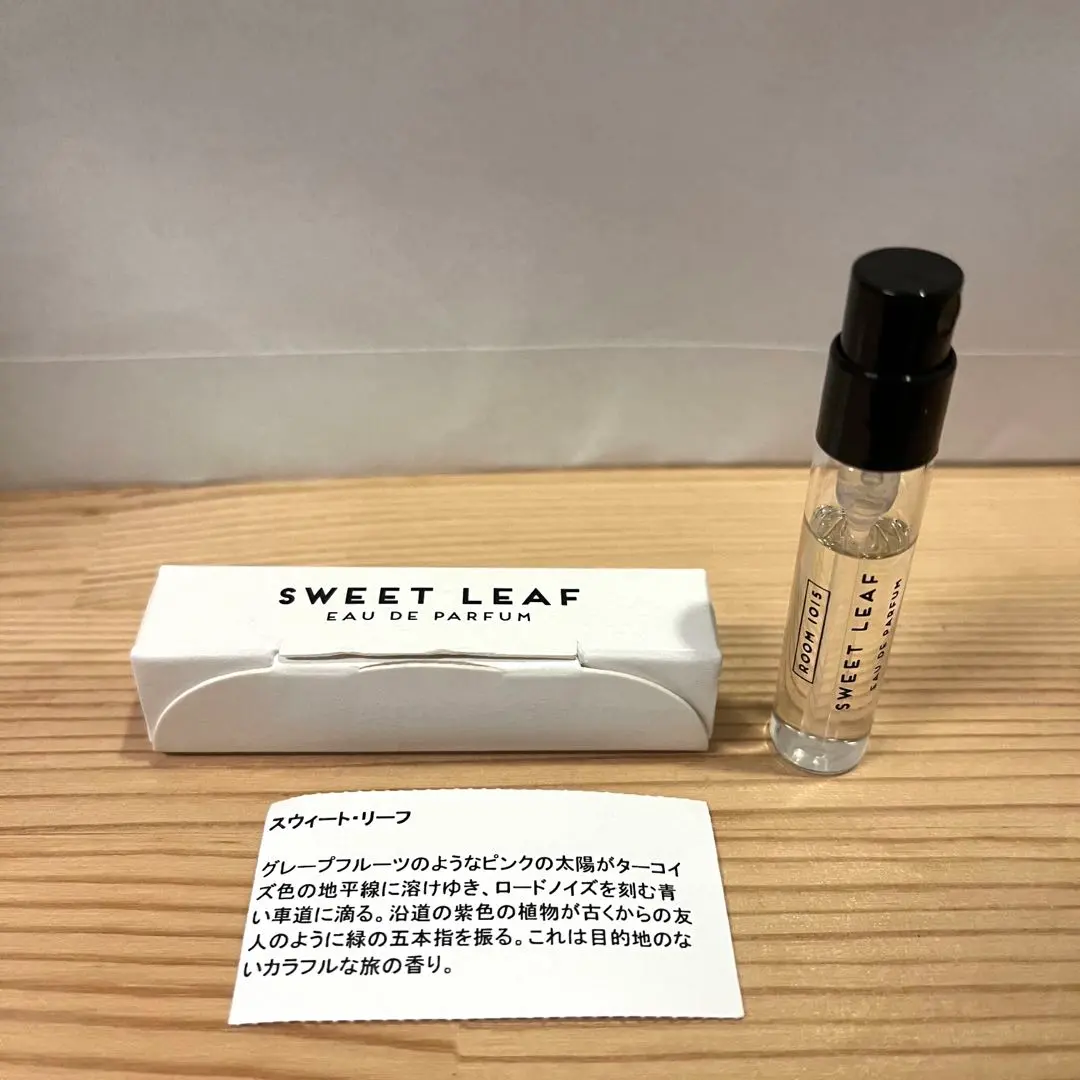 SWEET LEAF
EAU DE PARFUM
ROOM 1015
SWEET LEAF
EAU DE PARFUM
スウィート・リーフ
グレープフルーツのようなピンクの太陽がターコイ
ズ色の地平線に溶けゆき、ロードノイズを刻む青
い車道に滴る。沿道の紫色の植物が古くからの友
人のように緑の五本指を振る。これは目的地のな
いカラフルな旅の香り。